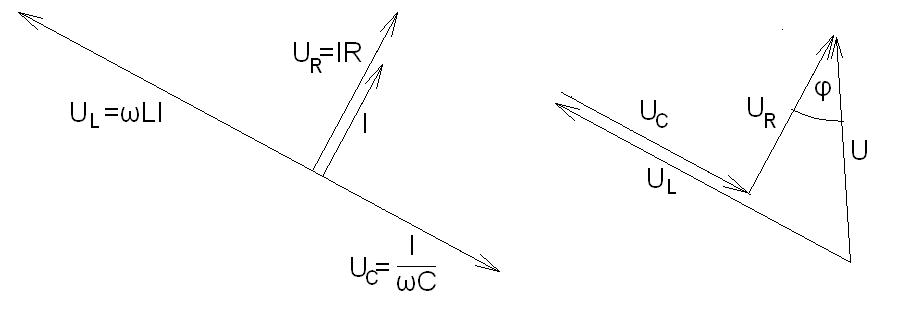 U_R=IR
U_L=ωLI
I
U_C=I/ωC
U_C
U_L
U_R
φ
U